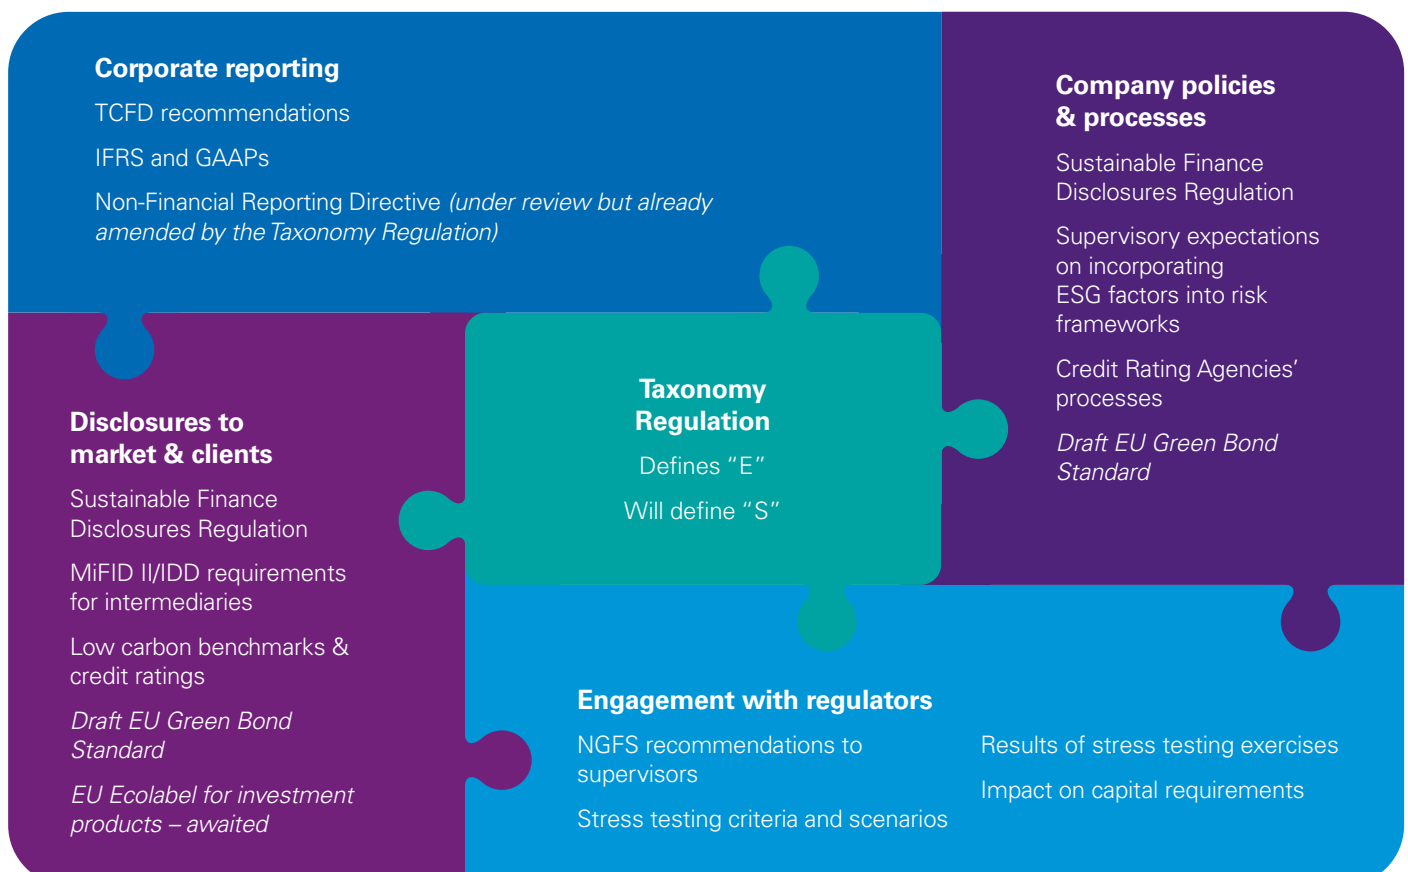 Corporate reporting
TCFD recommendations
IFRS and GAAPs
Non-Financial Reporting Directive (under review but already
amended by the Taxonomy Regulation)
Company policies
& processes
Sustainable Finance
Disclosures Regulation
Supervisory expectations
on incorporating
ESG factors into risk
frameworks
Credit Rating Agencies’
processes
Draft EU Green Bond
Standard
Taxonomy
Regulation
Defines “E”
Will define “S”
Disclosures to
market & clients
Sustainable Finance
Disclosures Regulation
MiFID II/IDD requirements
for intermediaries
Low carbon benchmarks &
credit ratings
Draft EU Green Bond
Standard
EU Ecolabel for investment
products – awaited
Engagement with regulators
NGFS recommendations to
supervisors
Stress testing criteria and scenarios
Results of stress testing exercises
Impact on capital requirements